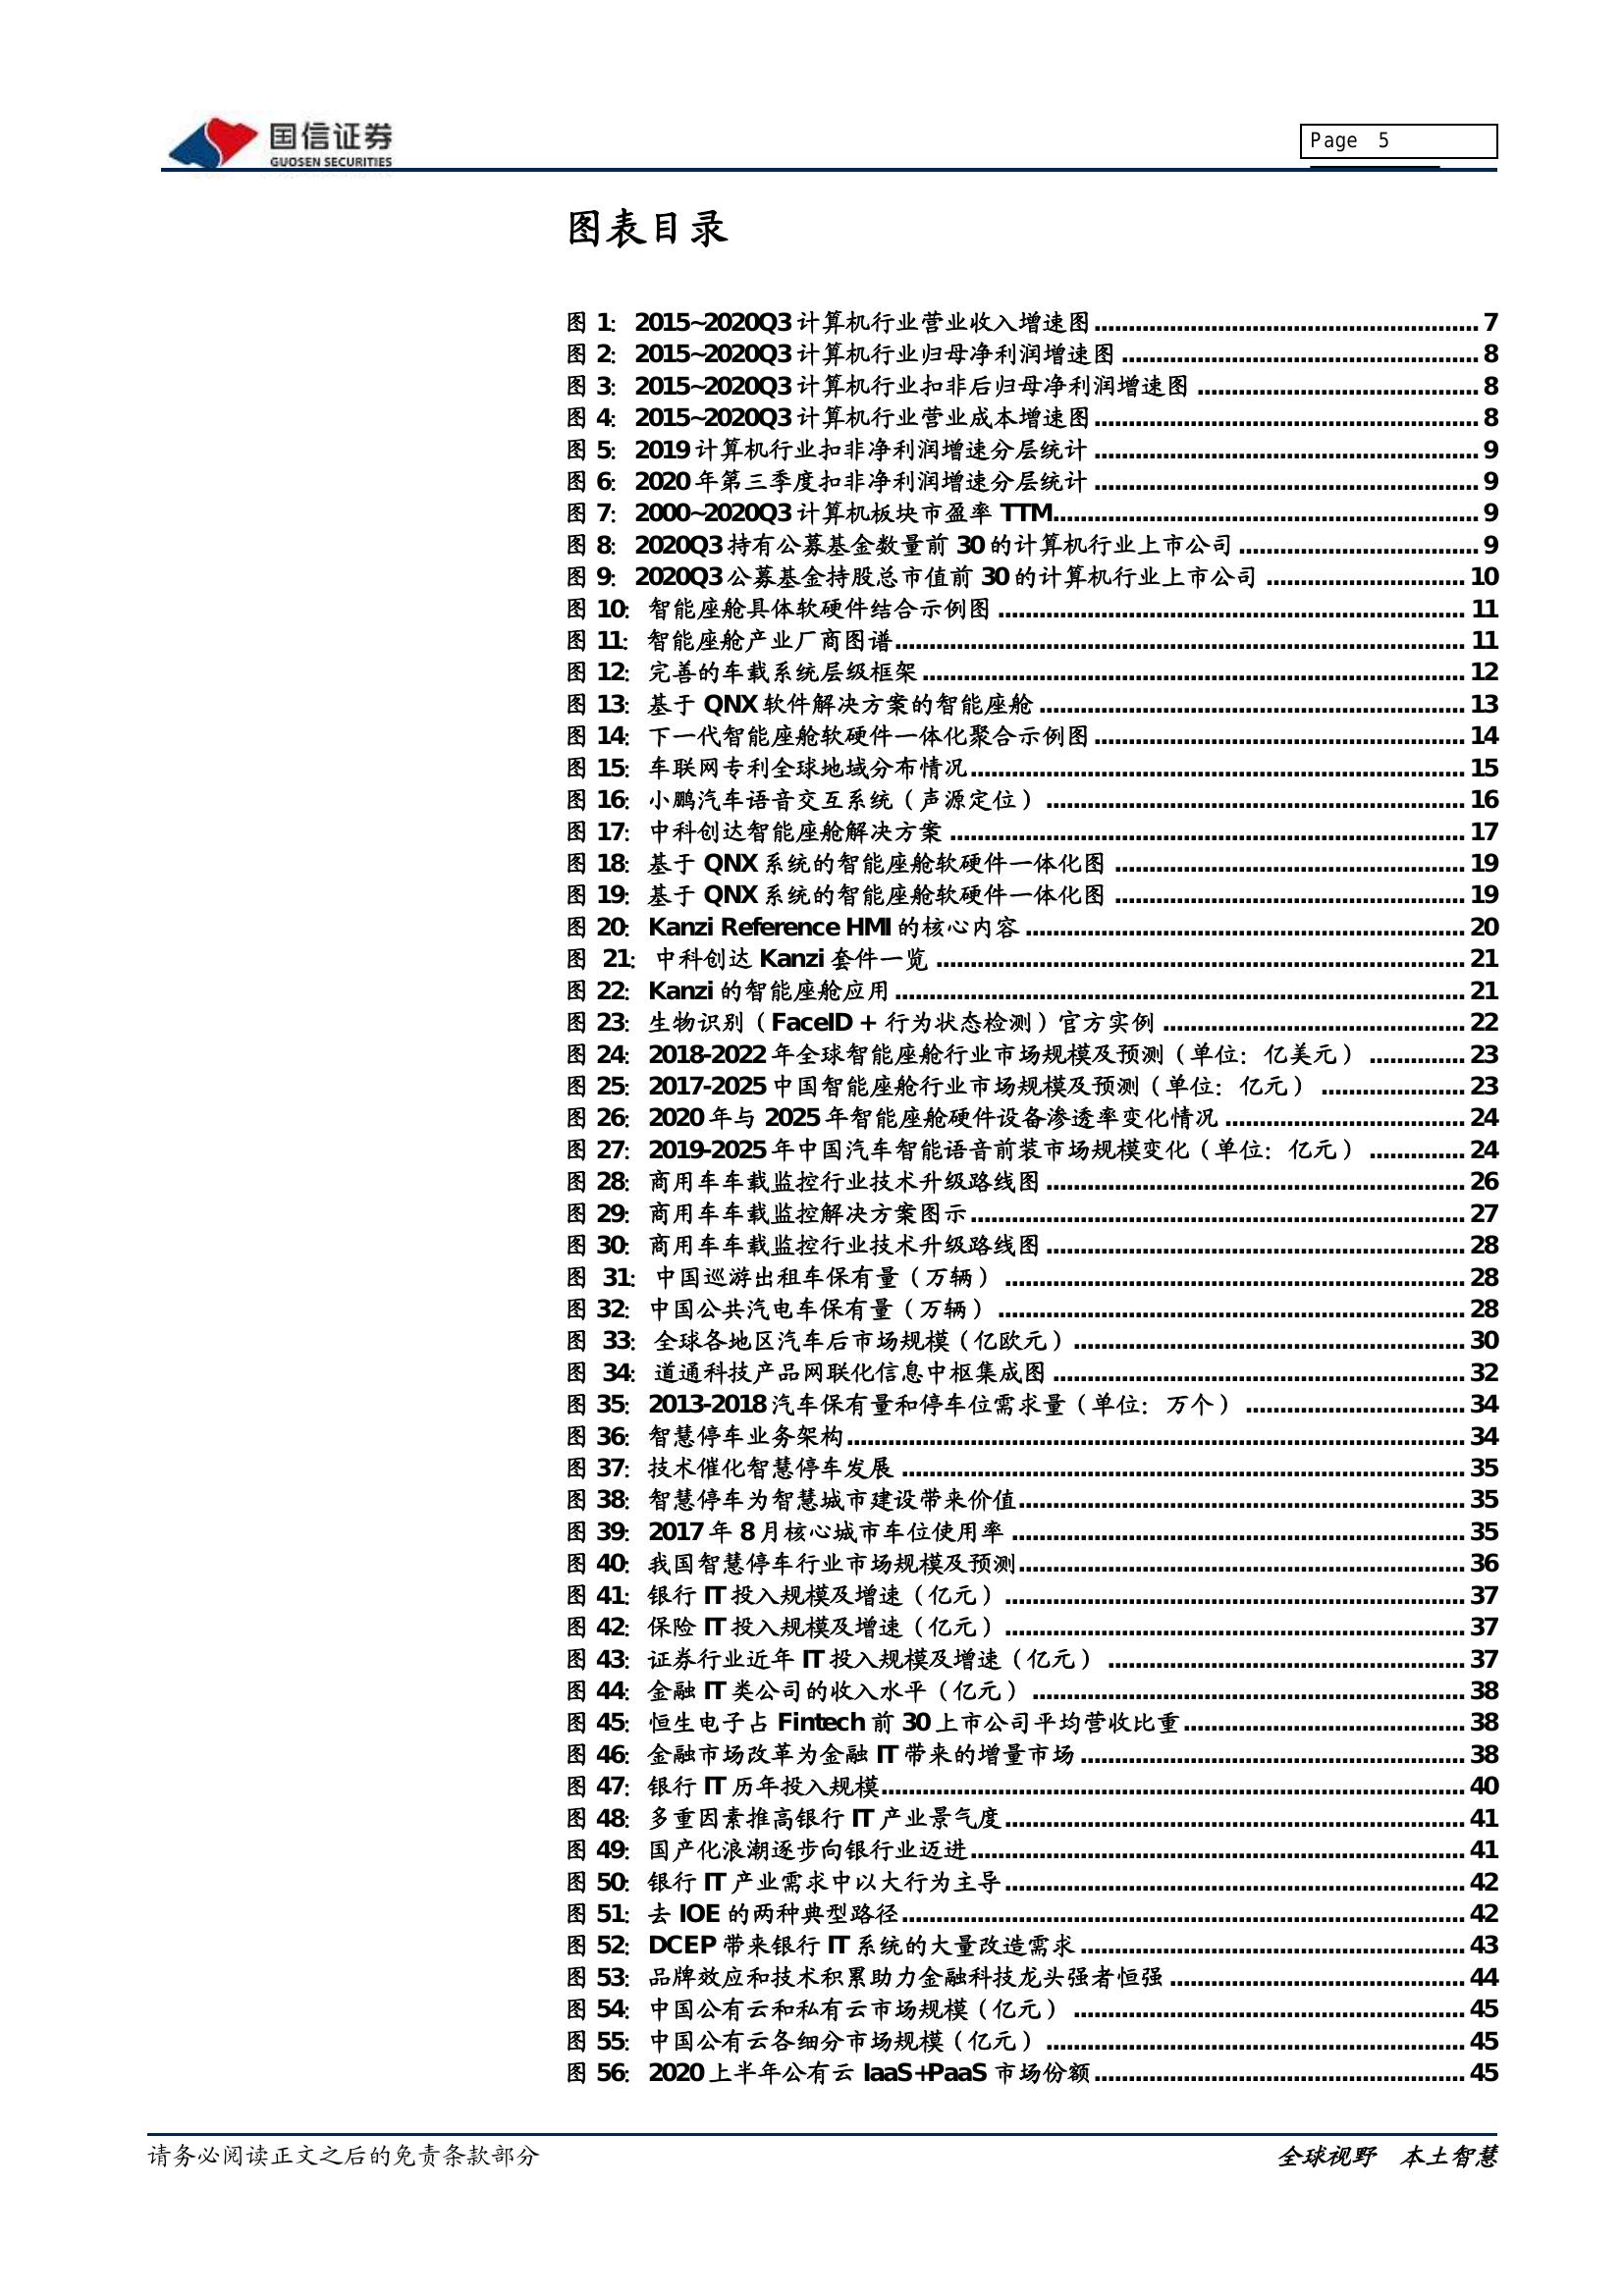 国信证券
GUOSEN SECURITIES
Page 5
图表目录
图 1: 2015~2020Q3 计算机行业营业收入增速图 ........ 7
图 2: 2015~2020Q3 计算机行业归母净利润增速图 ........ 8
图 3: 2015~2020Q3 计算机行业扣非后归母净利润增速图 ........ 8
图 4: 2015~2020Q3 计算机行业营业成本增速图 ........ 8
图 5: 2019 计算机行业扣非净利润增速分层统计 ........ 9
图 6: 2020 年第三季度扣非净利润增速分层统计 ........ 9
图 7: 2000~2020Q3 计算机板块市盈率 TTM ........ 9
图 8: 2020Q3 持有公募基金数量前 30 的计算机行业上市公司 ........ 9
图 9: 2020Q3 公募基金持股总市值前 30 的计算机行业上市公司 ........ 10
图 10: 智能座舱具体软硬件结合示例图 ........ 11
图 11: 智能座舱产业厂商图谱 ........ 11
图 12: 完善的车载系统层级框架 ........ 12
图 13: 基于 QNX 软件解决方案的智能座舱 ........ 13
图 14: 下一代智能座舱软硬件一体化聚合示例图 ........ 14
图 15: 车联网专利全球地域分布情况 ........ 15
图 16: 小鹏汽车语音交互系统（声源定位） ........ 16
图 17: 中科创达智能座舱解决方案 ........ 17
图 18: 基于 QNX 系统的智能座舱软硬件一体化图 ........ 19
图 19: 基于 QNX 系统的智能座舱软硬件一体化图 ........ 19
图 20: Kanzi Reference HMI 的核心内容 ........ 20
图 21: 中科创达 Kanzi 套件一览 ........ 21
图 22: Kanzi 的智能座舱应用 ........ 21
图 23: 生物识别（FaceID + 行为状态检测）官方实例 ........ 22
图 24: 2018-2022 年全球智能座舱行业市场规模及预测（单位：亿美元） ........ 23
图 25: 2017-2025 中国智能座舱行业市场规模及预测（单位：亿元） ........ 23
图 26: 2020 年与 2025 年智能座舱硬件设备渗透率变化情况 ........ 24
图 27: 2019-2025 年中国汽车智能语音前装市场规模变化（单位：亿元） ........ 24
图 28: 商用车车载监控行业技术升级路线图 ........ 26
图 29: 商用车车载监控解决方案图示 ........ 27
图 30: 商用车车载监控行业技术升级路线图 ........ 28
图 31: 中国巡游出租车保有量（万辆） ........ 28
图 32: 中国公共汽电车保有量（万辆） ........ 28
图 33: 全球各地区汽车后市场规模（亿欧元） ........ 30
图 34: 道通科技产品网联化信息中枢集成图 ........ 32
图 35: 2013-2018 汽车保有量和停车位需求量（单位：万个） ........ 34
图 36: 智慧停车业务架构 ........ 34
图 37: 技术催化智慧停车发展 ........ 35
图 38: 智慧停车为智慧城市建设带来价值 ........ 35
图 39: 2017 年 8 月核心城市车位使用率 ........ 35
图 40: 我国智慧停车行业市场规模及预测 ........ 36
图 41: 银行 IT 投入规模及增速（亿元） ........ 37
图 42: 保险 IT 投入规模及增速（亿元） ........ 37
图 43: 证券行业近年 IT 投入规模及增速（亿元） ........ 37
图 44: 金融 IT 类公司的收入水平（亿元） ........ 38
图 45: 恒生电子占 Fintech 前 30 上市公司平均营收比重 ........ 38
图 46: 金融市场改革为金融 IT 带来的增量市场 ........ 38
图 47: 银行 IT 历年投入规模 ........ 40
图 48: 多重因素推高银行 IT 产业景气度 ........ 41
图 49: 国产化浪潮逐步向银行业迈进 ........ 41
图 50: 银行 IT 产业需求中以大行为主导 ........ 42
图 51: 去 IOE 的两种典型路径 ........ 42
图 52: DCEP 带来银行 IT 系统的大量改造需求 ........ 43
图 53: 品牌效应和技术积累助力金融科技龙头强者恒强 ........ 44
图 54: 中国公有云和私有云市场规模（亿元） ........ 45
图 55: 中国公有云各细分市场规模（亿元） ........ 45
图 56: 2020 上半年公有云 IaaS+PaaS 市场份额 ........ 45
请务必阅读正文之后的免责条款部分
全球视野 本土智慧